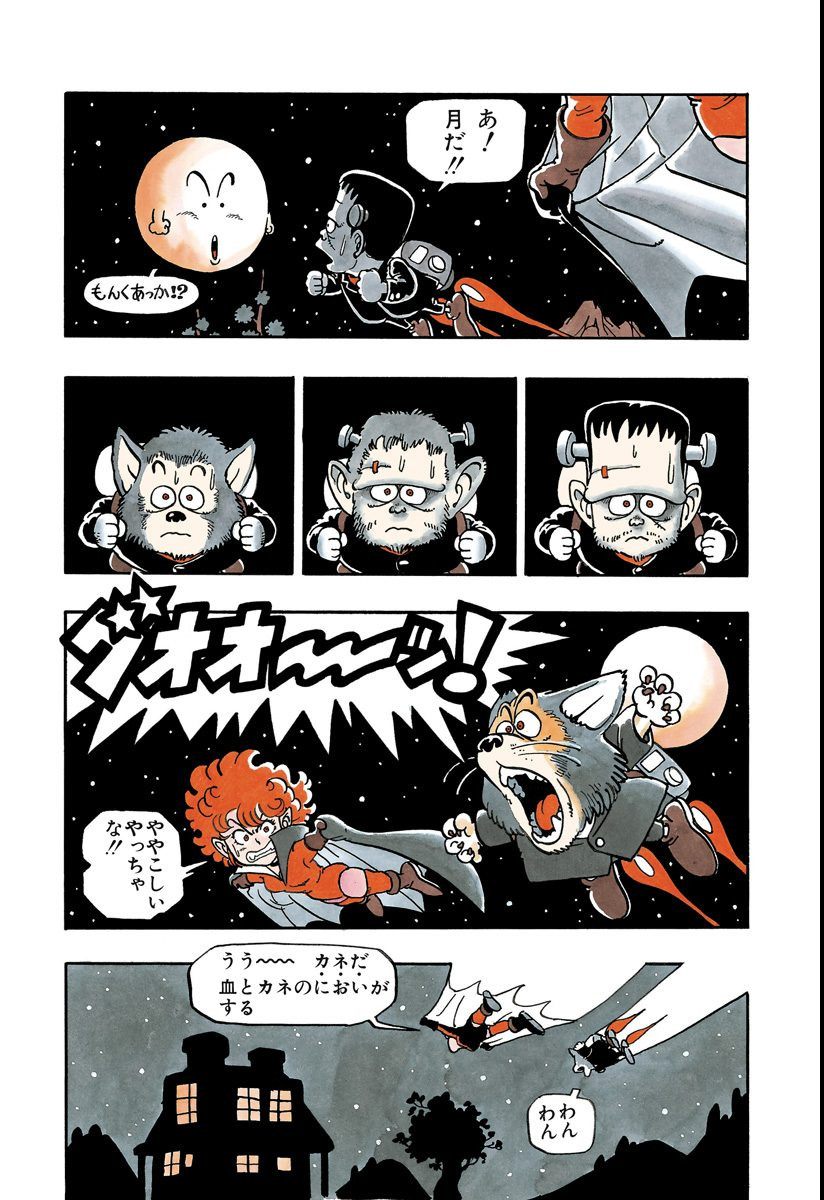 あ!
月だ!!
もんくあっか!?
グオオ〜〜ッ!
ややこしい
やっちゃ
な!!
うう〜〜 カネだ
血とカネのにおいが
する
わん
わん